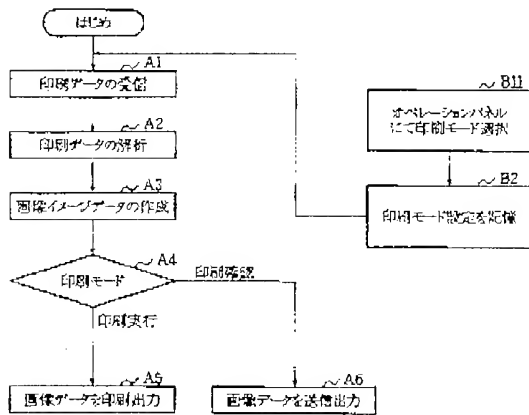 はじめ
A1
印刷データの受信
A2
印刷データの解析
A3
画像イメージデータの作成
A4
印刷モード
印刷確認
印刷実行
A5
画像データを印刷出力
A6
画像データを送信出力
B11
オペレーションパネル
にて印刷モード選択
B2
印刷モード設定を記憶